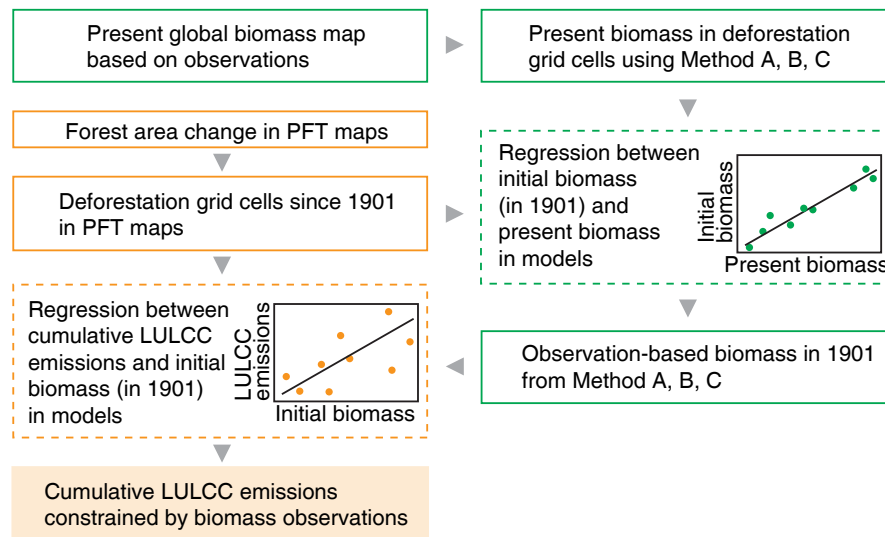 Present global biomass map
based on observations
Present biomass in deforestation
grid cells using Method A, B, C
Forest area change in PFT maps
Deforestation grid cells since 1901
in PFT maps
Regression between
initial biomass
(in 1901) and
present biomass
in models
Initial
biomass
Present biomass
Regression between
cumulative LULCC
emissions and initial
biomass (in 1901)
in models
LULCC
emissions
Initial biomass
Observation-based biomass in 1901
from Method A, B, C
Cumulative LULCC emissions
constrained by biomass observations